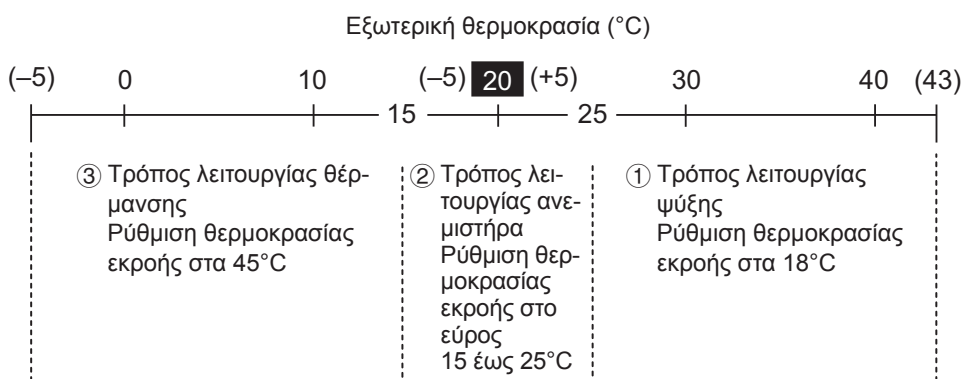 Εξωτερική θερμοκρασία (°C)
(–5) 0 10 (–5) 20 (+5) 30 40 (43)
15 25
③ Τρόπος λειτουργίας θέρ-
μανσης
Ρύθμιση θερμοκρασίας
εκροής στα 45°C
② Τρόπος λει-
τουργίας ανε-
μιστήρα
Ρύθμιση θερ-
μοκρασίας
εκροής στο
εύρος
15 έως 25°C
① Τρόπος λειτουργίας
ψύξης
Ρύθμιση θερμοκρασίας
εκροής στα 18°C